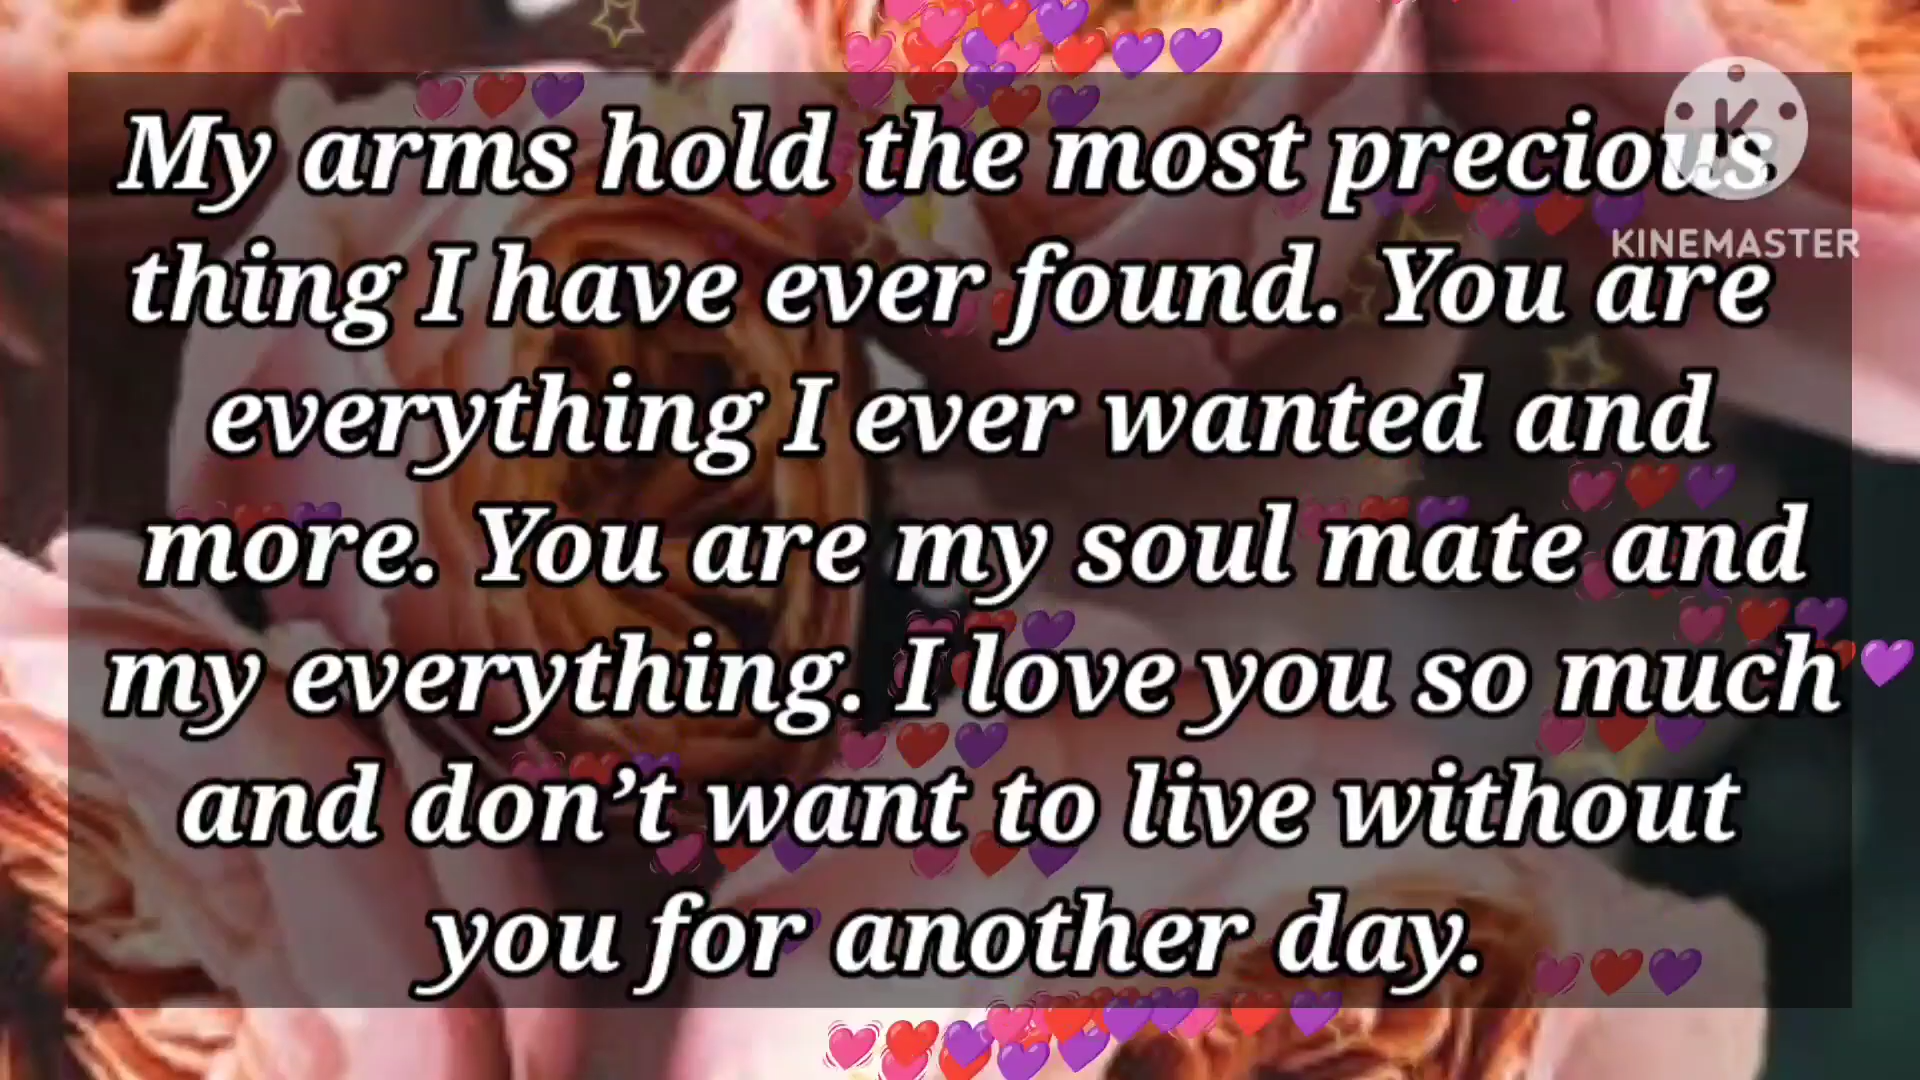 My arms hold the most precious
thing I have ever found. You are
everything I ever wanted and
more. You are my soul mate and
my everything. I love you so much
and don’t want to live without
you for another day.
K
KINEMASTER